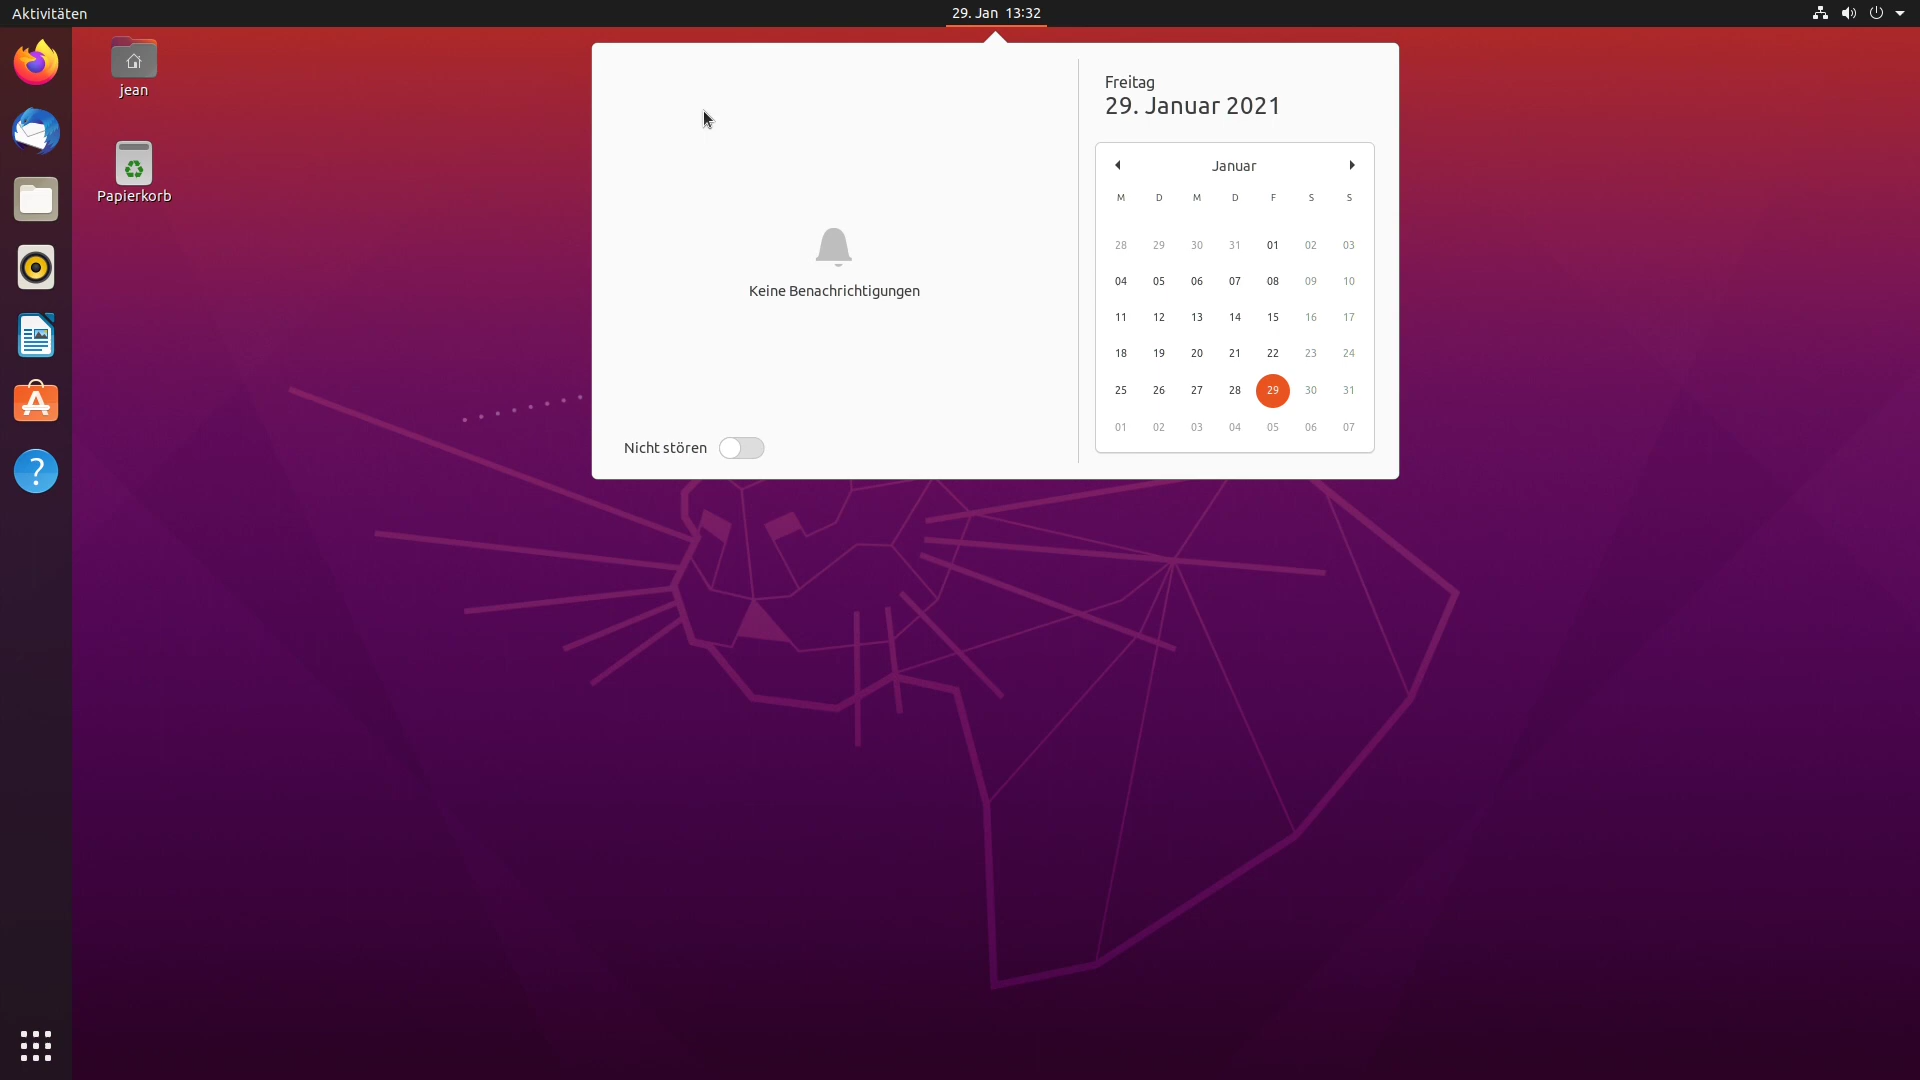 Aktivitäten
29. Jan 13:32
jean
Papierkorb
Keine Benachrichtigungen
Nicht stören
Freitag
29. Januar 2021
Januar
M D M D F S S
28 29 30 31 01 02 03
04 05 06 07 08 09 10
11 12 13 14 15 16 17
18 19 20 21 22 23 24
25 26 27 28 29 30 31
01 02 03 04 05 06 07